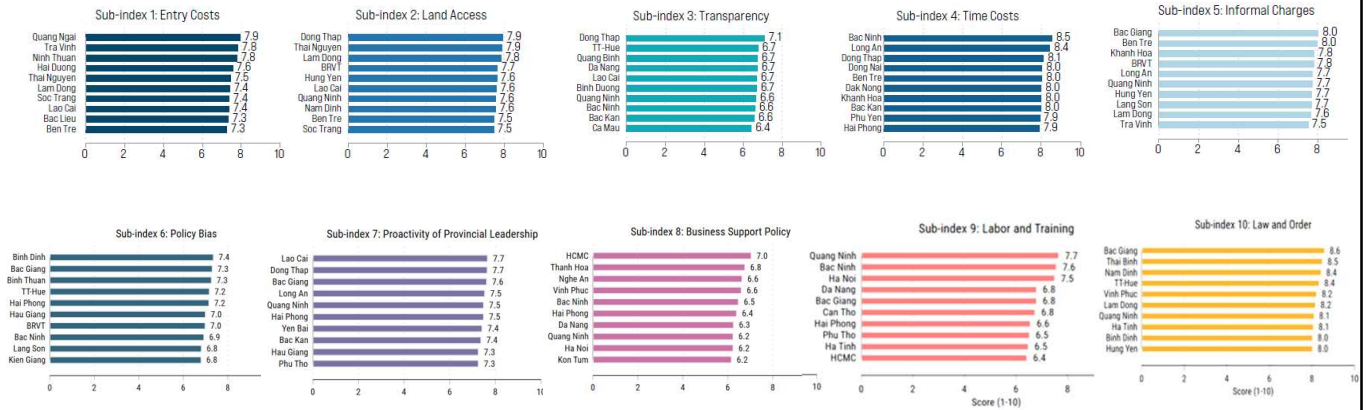 Sub-index 1: Entry Costs
Quang Ngai 7.9
Tra Vinh 7.8
Ninh Thuan 7.8
Hai Duong 7.6
Thai Nguyen 7.5
Lam Dong 7.4
Soc Trang 7.4
Lao Cai 7.4
Bac Lieu 7.3
Ben Tre 7.3
0 2 4 6 8 10
Sub-index 2: Land Access
Dong Thap 7.9
Thai Nguyen 7.9
Lam Dong 7.8
BRVT 7.7
Hung Yen 7.6
Lao Cai 7.6
Quang Ninh 7.6
Nam Dinh 7.6
Ben Tre 7.5
Soc Trang 7.5
0 2 4 6 8 10
Sub-index 3: Transparency
Dong Thap 7.1
TT-Hue 6.7
Quang Binh 6.7
Da Nang 6.7
Lao Cai 6.7
Binh Duong 6.7
Quang Ninh 6.6
Bac Ninh 6.6
Bac Kan 6.6
Ca Mau 6.4
0 2 4 6 8 10
Sub-index 4: Time Costs
Bac Ninh 8.5
Long An 8.4
Dong Thap 8.1
Dong Nai 8.0
Ben Tre 8.0
Dak Nong 8.0
Khanh Hoa 8.0
Bac Kan 8.0
Phu Yen 7.9
Hai Phong 7.9
0 2 4 6 8 10
Sub-index 5: Informal Charges
Bac Giang 8.0
Ben Tre 8.0
Khanh Hoa 7.8
BRVT 7.8
Long An 7.7
Quang Ninh 7.7
Hung Yen 7.7
Lang Son 7.7
Lam Dong 7.6
Tra Vinh 7.5
0 2 4 6 8
Sub-index 6: Policy Bias
Binh Dinh 7.4
Bac Giang 7.3
Binh Thuan 7.3
TT-Hue 7.2
Hai Phong 7.2
Hau Giang 7.0
BRVT 7.0
Bac Ninh 6.9
Lang Son 6.8
Kien Giang 6.8
0 2 4 6 8
Sub-index 7: Proactivity of Provincial Leadership
Lao Cai 7.7
Dong Thap 7.7
Bac Giang 7.6
Long An 7.5
Quang Ninh 7.5
Hai Phong 7.5
Yen Bai 7.4
Bac Kan 7.4
Hau Giang 7.3
Phu Tho 7.3
0 2 4 6 8 10
Sub-index 8: Business Support Policy
HCMC 7.0
Thanh Hoa 6.8
Nghe An 6.6
Vinh Phuc 6.6
Bac Ninh 6.5
Hai Phong 6.4
Da Nang 6.3
Quang Ninh 6.2
Ha Noi 6.2
Kon Tum 6.2
0 2 4 6 8 10
Sub-index 9: Labor and Training
Quang Ninh 7.7
Bac Ninh 7.6
Ha Noi 7.5
Da Nang 6.8
Bac Giang 6.8
Can Tho 6.8
Hai Phong 6.6
Phu Tho 6.5
Ha Tinh 6.5
HCMC 6.4
0 2 4 6 8
Score (1-10)
Sub-index 10: Law and Order
Bac Giang 8.6
Thai Binh 8.5
Nam Dinh 8.4
TT-Hue 8.4
Vinh Phuc 8.2
Lam Dong 8.2
Quang Ninh 8.1
Ha Tinh 8.1
Binh Dinh 8.0
Hung Yen 8.0
0 2 4 6 8 10
Score (1-10)